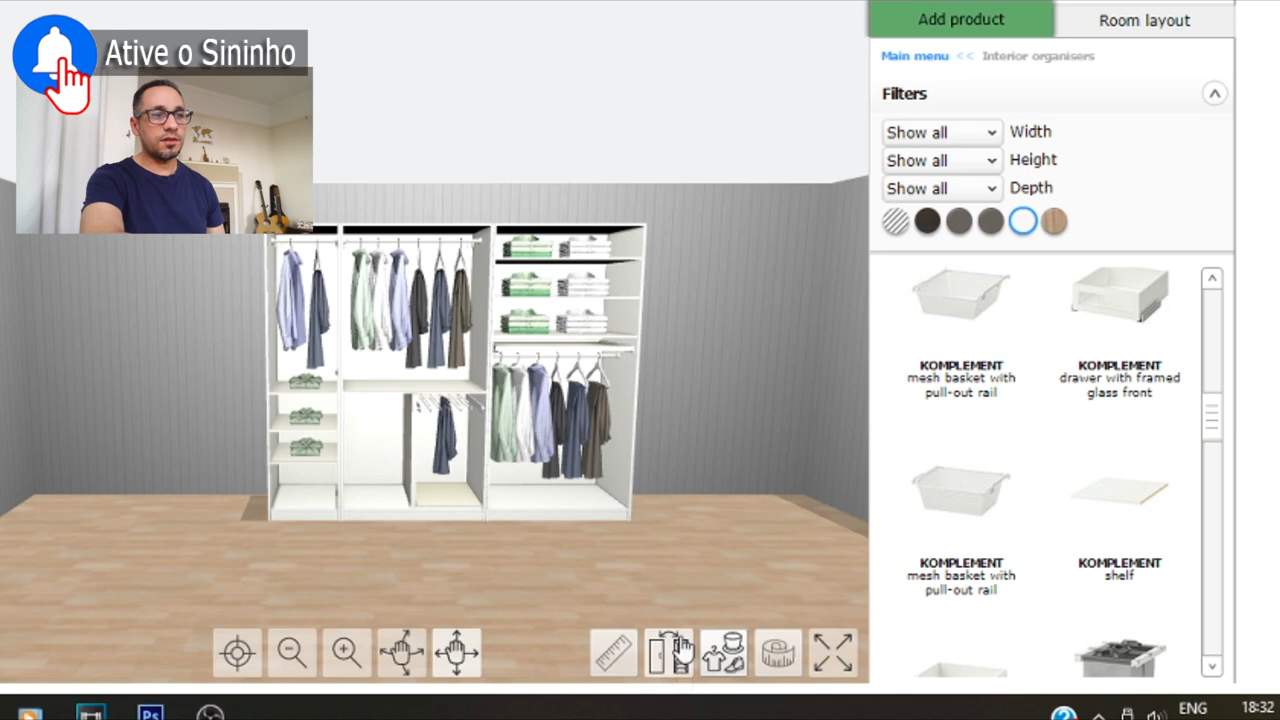 Ative o Sininho
Add product
Room layout
Main menu << Interior organisers
Filters
Show all Width
Show all Height
Show all Depth
KOMPLEMENT
mesh basket with
pull-out rail
KOMPLEMENT
drawer with framed
glass front
KOMPLEMENT
mesh basket with
pull-out rail
KOMPLEMENT
shelf
Ps
ENG
18:32